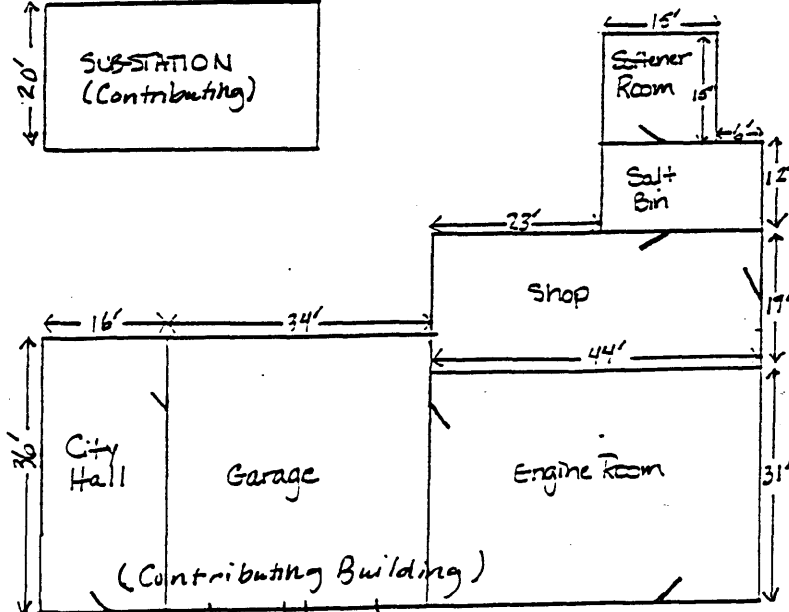 20'
SUBSTATION
(Contributing)
15'
Softener
Room
15'
6'
Salt
Bin
12'
23'
Shop
19'
16'
34'
44'
36'
City
Hall
Garage
Engine Room
31'
(Contributing Building)